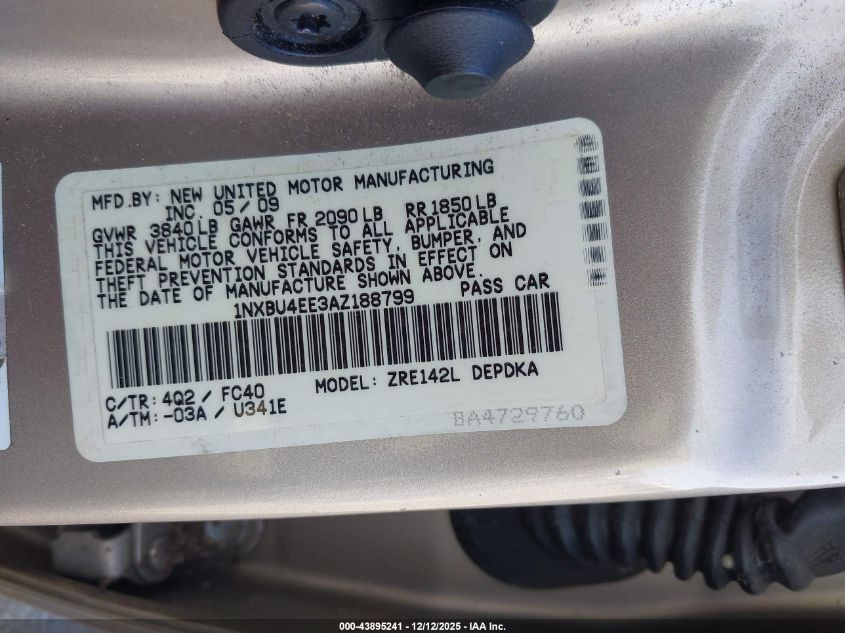 MFD.BY: NEW UNITED MOTOR MANUFACTURING
INC. 05/09
GVWR 3840LB GAWR FR 2090LB RR 1850LB
THIS VEHICLE CONFORMS TO ALL APPLICABLE
FEDERAL MOTOR VEHICLE SAFETY, BUMPER, AND
THEFT PREVENTION STANDARDS IN EFFECT ON
THE DATE OF MANUFACTURE SHOWN ABOVE.
1NXBU4EE3AZ188799 PASS CAR
C/TR: 4Q2 / FC40 MODEL: ZRE142L DEPDKA
A/TM: -03A / U341E
BA4729760
000-43895241 - 12/12/2025 - IAA Inc.